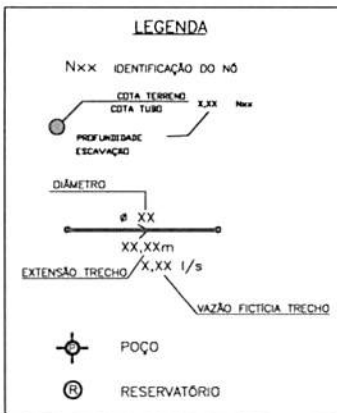 LEGENDA
Nxx IDENTIFICAÇÃO DO NÓ
COTA TERRENO
COTA TUBO
X,XX Nxx
PROFUNDIDADE
ESCAVAÇÃO
DIÂMETRO
ø XX
XX,XXm
EXTENSÃO TRECHO
X,XX l/s
VAZÃO FICTÍCIA TRECHO
P POÇO
R RESERVATÓRIO